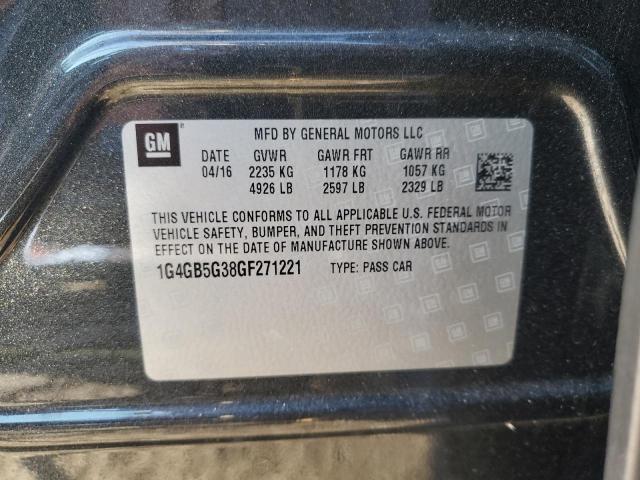 GM
MFD BY GENERAL MOTORS LLC
DATE GVWR GAWR FRT GAWR RR
04/16 2235 KG 1178 KG 1057 KG
4926 LB 2597 LB 2329 LB
THIS VEHICLE CONFORMS TO ALL APPLICABLE U.S. FEDERAL MOTOR
VEHICLE SAFETY, BUMPER, AND THEFT PREVENTION STANDARDS IN
EFFECT ON THE DATE OF MANUFACTURE SHOWN ABOVE.
1G4GB5G38GF271221 TYPE: PASS CAR